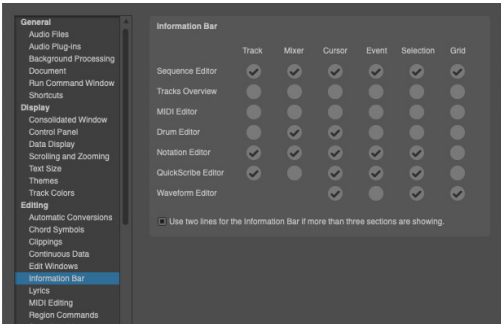 General
Audio Files
Audio Plug-ins
Background Processing
Document
Run Command Window
Shortcuts
Display
Consolidated Window
Control Panel
Data Display
Scrolling and Zooming
Text Size
Themes
Track Colors
Editing
Automatic Conversions
Chord Symbols
Clippings
Continuous Data
Edit Windows
Information Bar
Lyrics
MIDI Editing
Region Commands
Information Bar
Track Mixer Cursor Event Selection Grid
Sequence Editor
Tracks Overview
MIDI Editor
Drum Editor
Notation Editor
QuickScribe Editor
Waveform Editor
Use two lines for the Information Bar if more than three sections are showing.